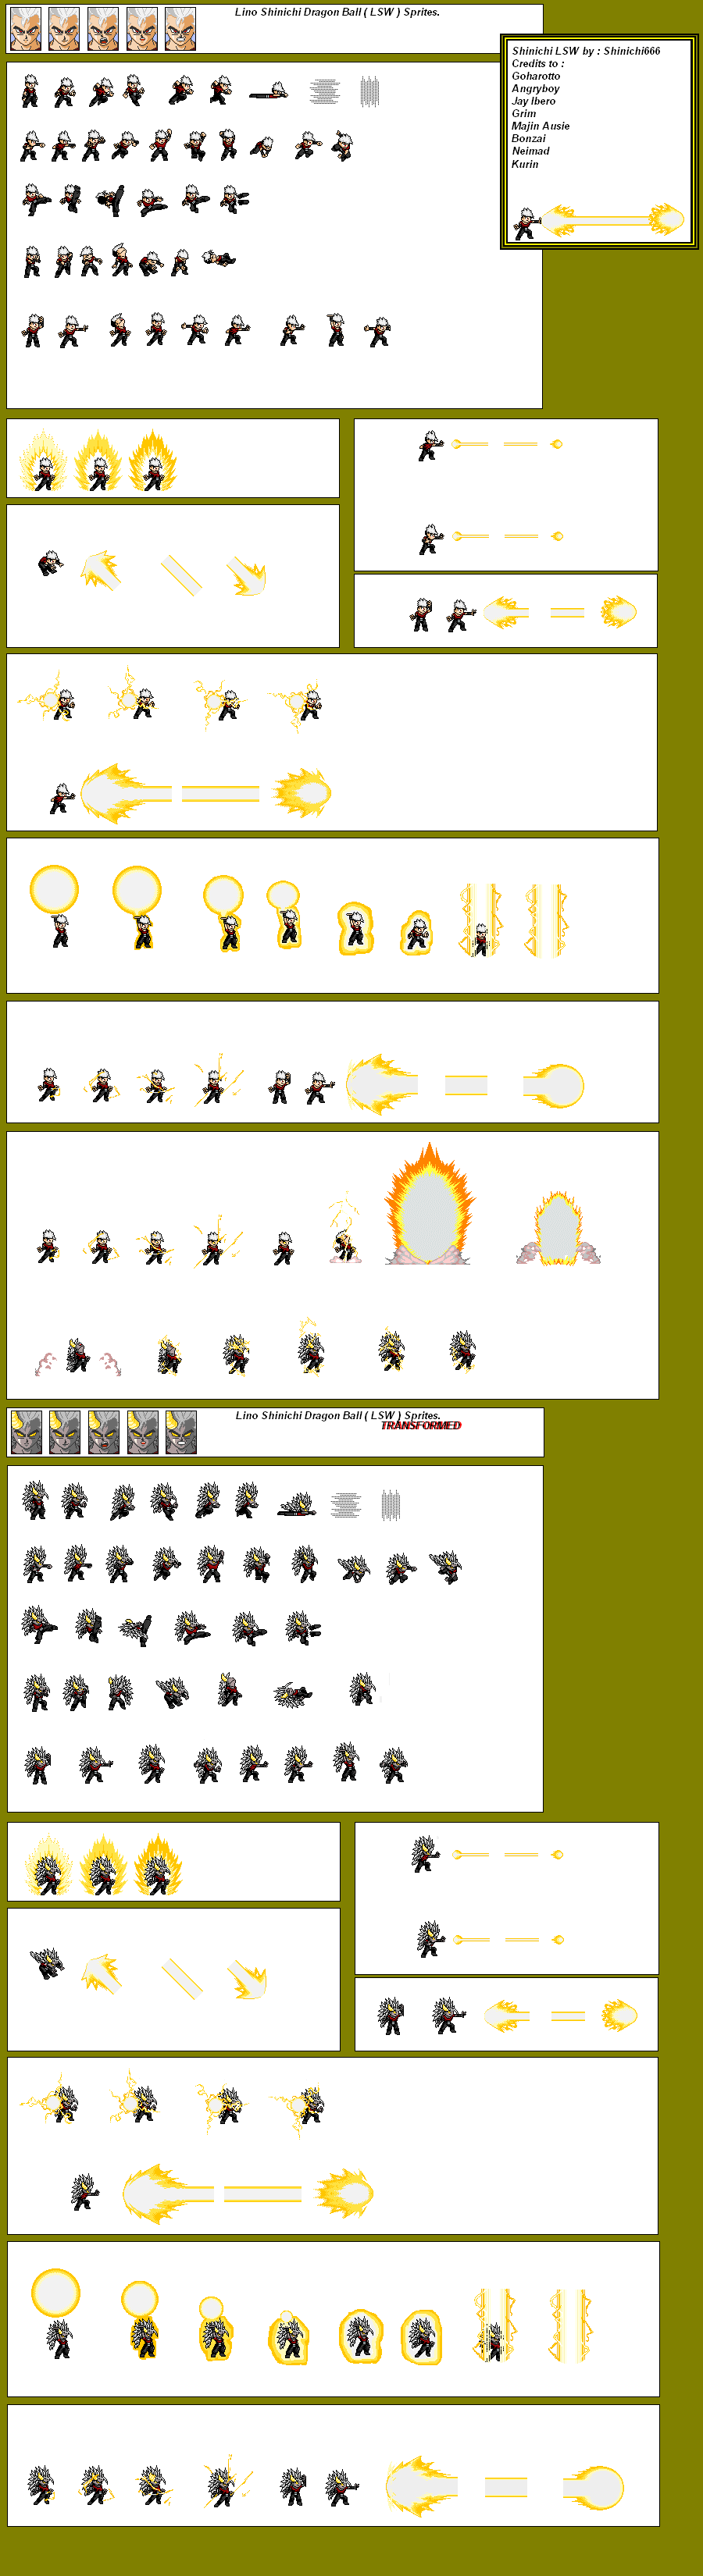 Lino Shinichi Dragon Ball ( LSW ) Sprites.
Shinichi LSW by : Shinichi666
Credits to :
Goharotto
Angryboy
Jay Ibero
Grim
Majin Ausie
Bonzai
Neimad
Kurin
Lino Shinichi Dragon Ball ( LSW ) Sprites.
TRANSFORMED